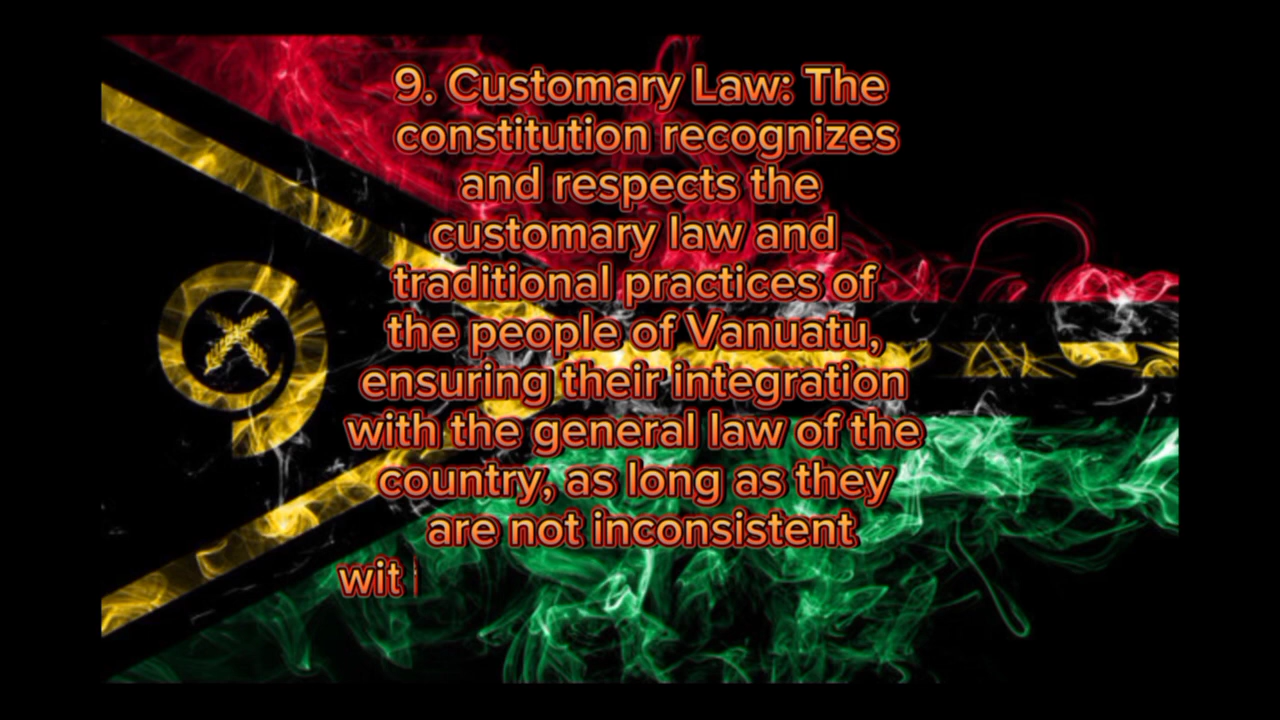 9. Customary Law: The
constitution recognizes
and respects the
customary law and
traditional practices of
the people of Vanuatu,
ensuring their integration
with the general law of the
country, as long as they
are not inconsistent
wit